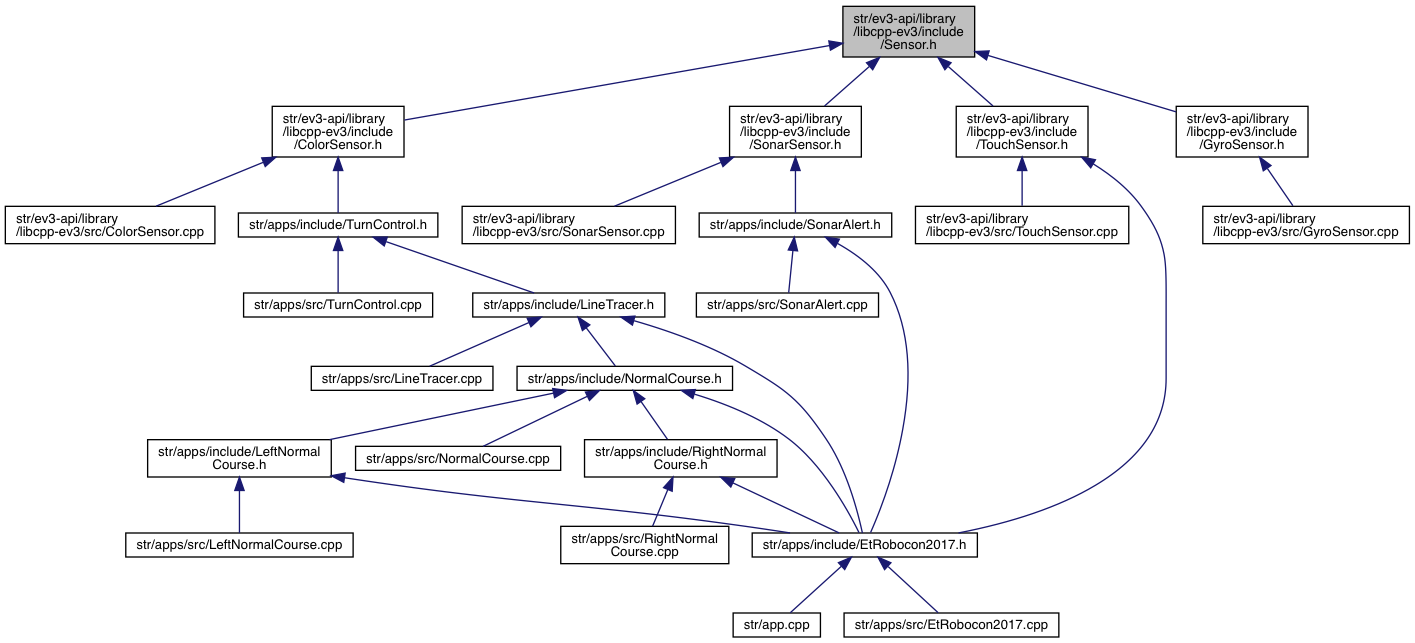 str/ev3-api/library
/libcpp-ev3/include
/Sensor.h
str/ev3-api/library
/libcpp-ev3/include
/ColorSensor.h
str/ev3-api/library
/libcpp-ev3/include
/SonarSensor.h
str/ev3-api/library
/libcpp-ev3/include
/TouchSensor.h
str/ev3-api/library
/libcpp-ev3/include
/GyroSensor.h
str/ev3-api/library
/libcpp-ev3/src/ColorSensor.cpp
str/apps/include/TurnControl.h
str/ev3-api/library
/libcpp-ev3/src/SonarSensor.cpp
str/apps/include/SonarAlert.h
str/ev3-api/library
/libcpp-ev3/src/TouchSensor.cpp
str/ev3-api/library
/libcpp-ev3/src/GyroSensor.cpp
str/apps/src/TurnControl.cpp
str/apps/include/LineTracer.h
str/apps/src/SonarAlert.cpp
str/apps/src/LineTracer.cpp
str/apps/include/NormalCourse.h
str/apps/include/LeftNormal
Course.h
str/apps/src/NormalCourse.cpp
str/apps/include/RightNormal
Course.h
str/apps/src/LeftNormalCourse.cpp
str/apps/src/RightNormal
Course.cpp
str/apps/include/EtRobocon2017.h
str/app.cpp
str/apps/src/EtRobocon2017.cpp